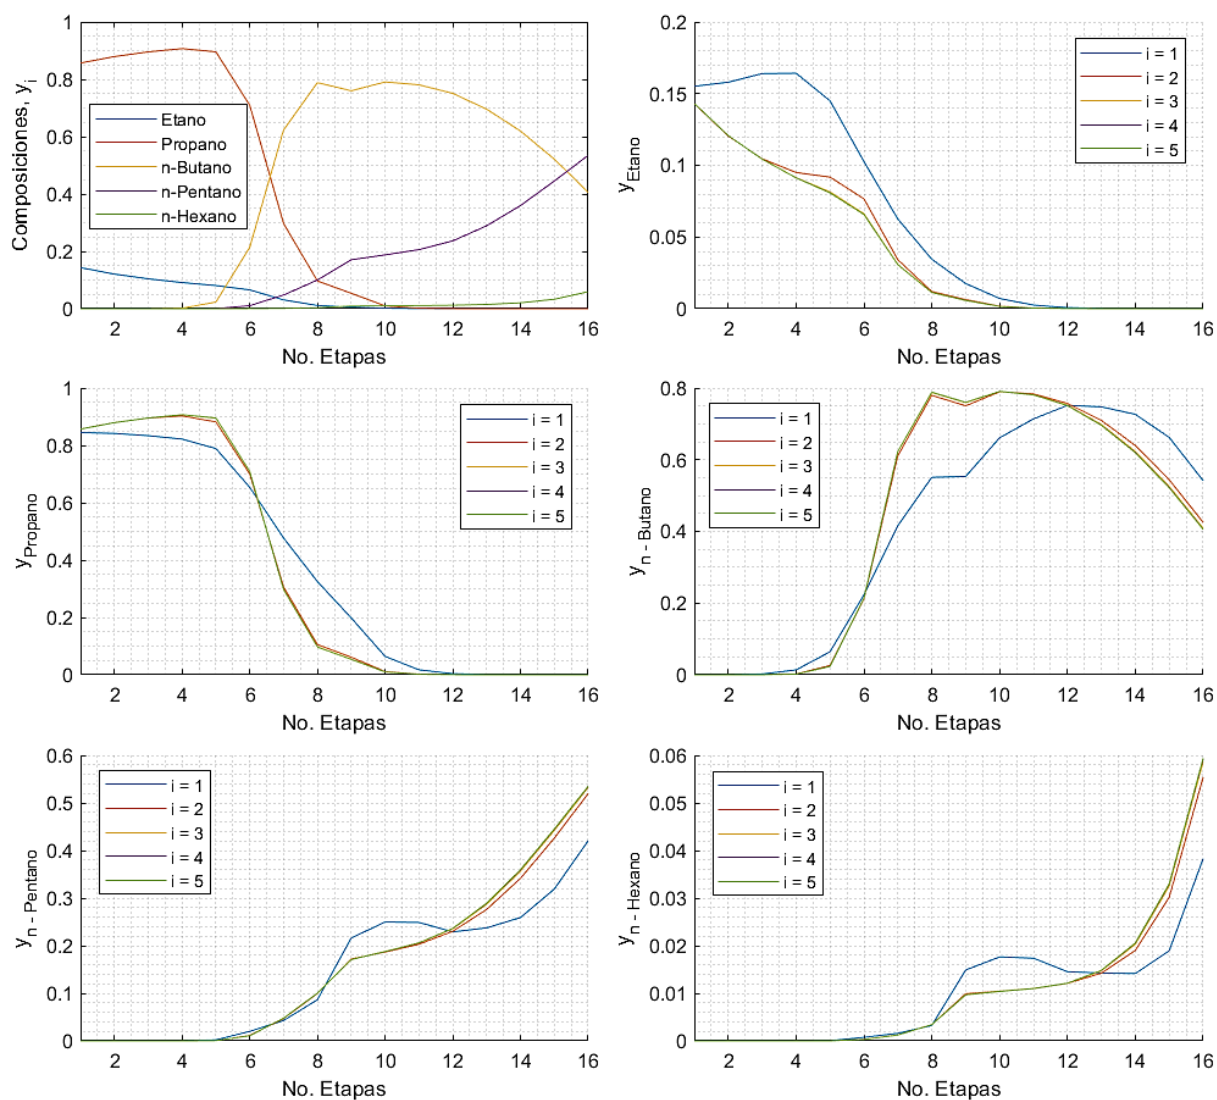 Composiones, y_i
1
0.8
0.6
0.4
0.2
0
Etano
Propano
n-Butano
n-Pentano
n-Hexano
2 4 6 8 10 12 14 16
No. Etapas
y_Etano
0.2
0.15
0.1
0.05
0
i = 1
i = 2
i = 3
i = 4
i = 5
2 4 6 8 10 12 14 16
No. Etapas
y_Propano
1
0.8
0.6
0.4
0.2
0
i = 1
i = 2
i = 3
i = 4
i = 5
2 4 6 8 10 12 14 16
No. Etapas
y_n - Butano
0.8
0.6
0.4
0.2
0
i = 1
i = 2
i = 3
i = 4
i = 5
2 4 6 8 10 12 14 16
No. Etapas
y_n - Pentano
0.6
0.5
0.4
0.3
0.2
0.1
0
i = 1
i = 2
i = 3
i = 4
i = 5
2 4 6 8 10 12 14 16
No. Etapas
y_n - Hexano
0.06
0.05
0.04
0.03
0.02
0.01
0
i = 1
i = 2
i = 3
i = 4
i = 5
2 4 6 8 10 12 14 16
No. Etapas